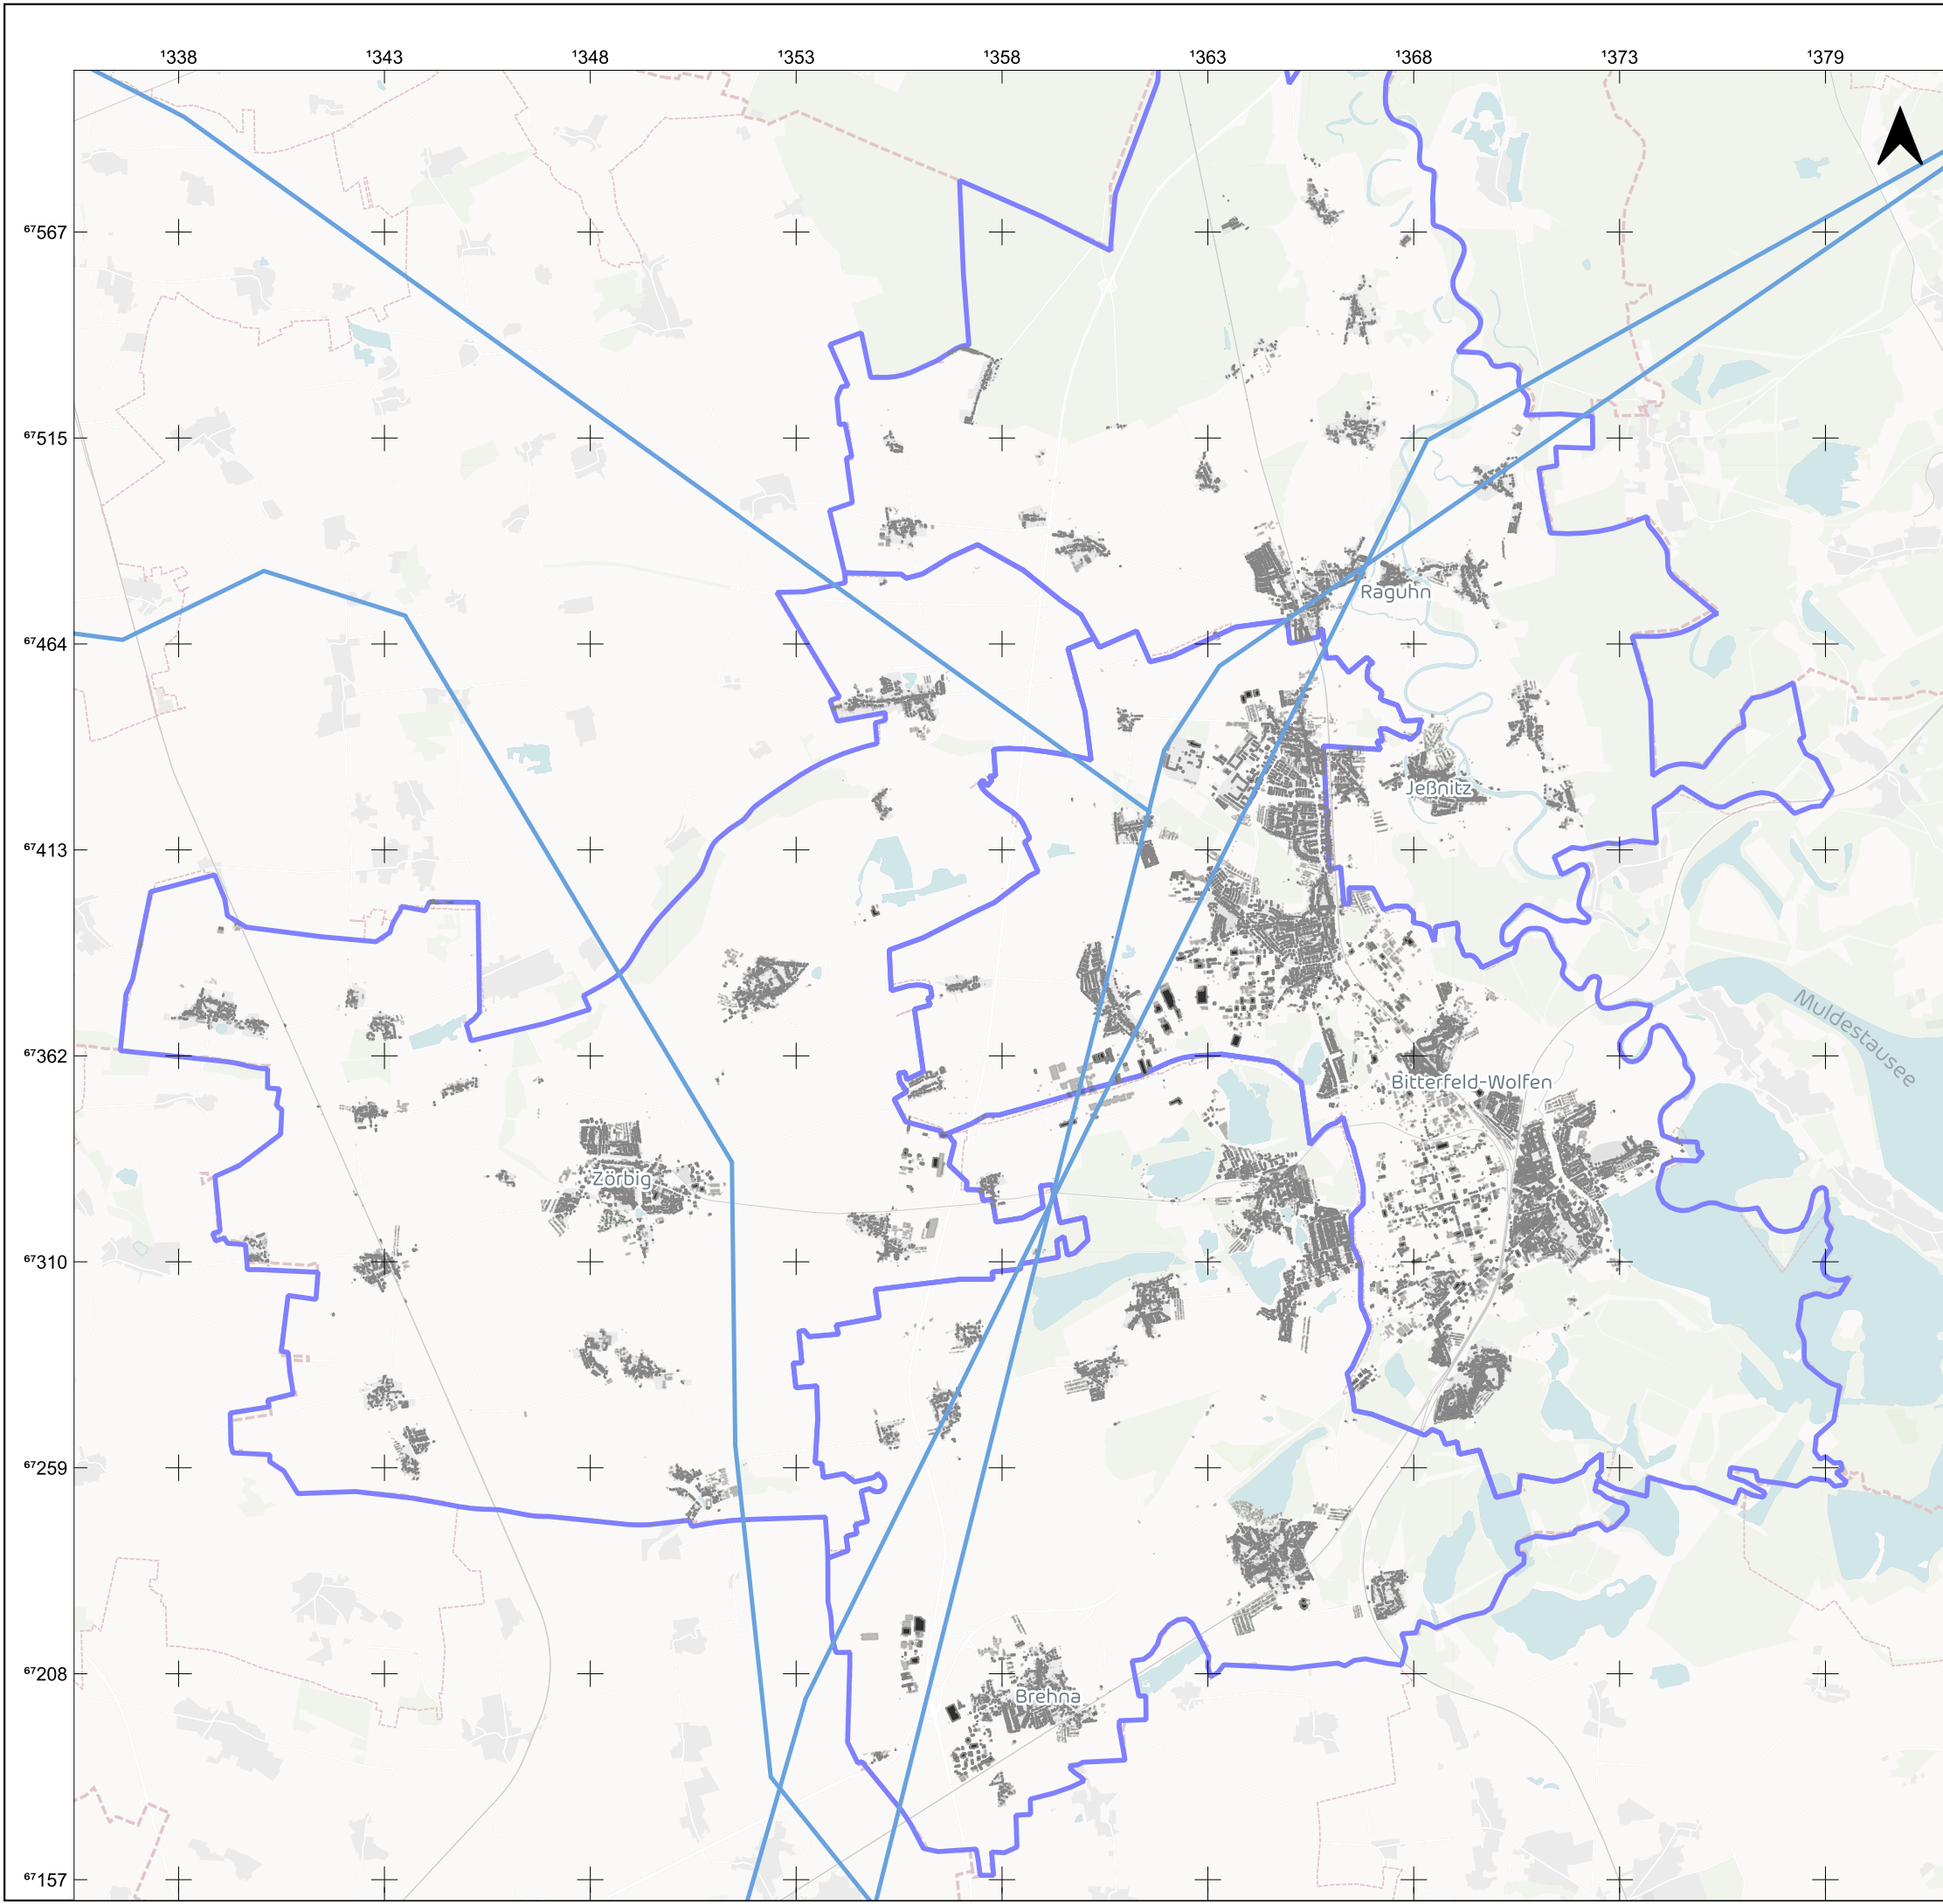 ¹338 ¹343 ¹348 ¹353 ¹358 ¹363 ¹368 ¹373 ¹379
⁶⁷567
⁶⁷515
Raguhn
⁶⁷464
Jeßnitz
⁶⁷413
Muldestausee
⁶⁷362
Bitterfeld-Wolfen
Zörbig
⁶⁷310
⁶⁷259
⁶⁷208
Brehna
⁶⁷157